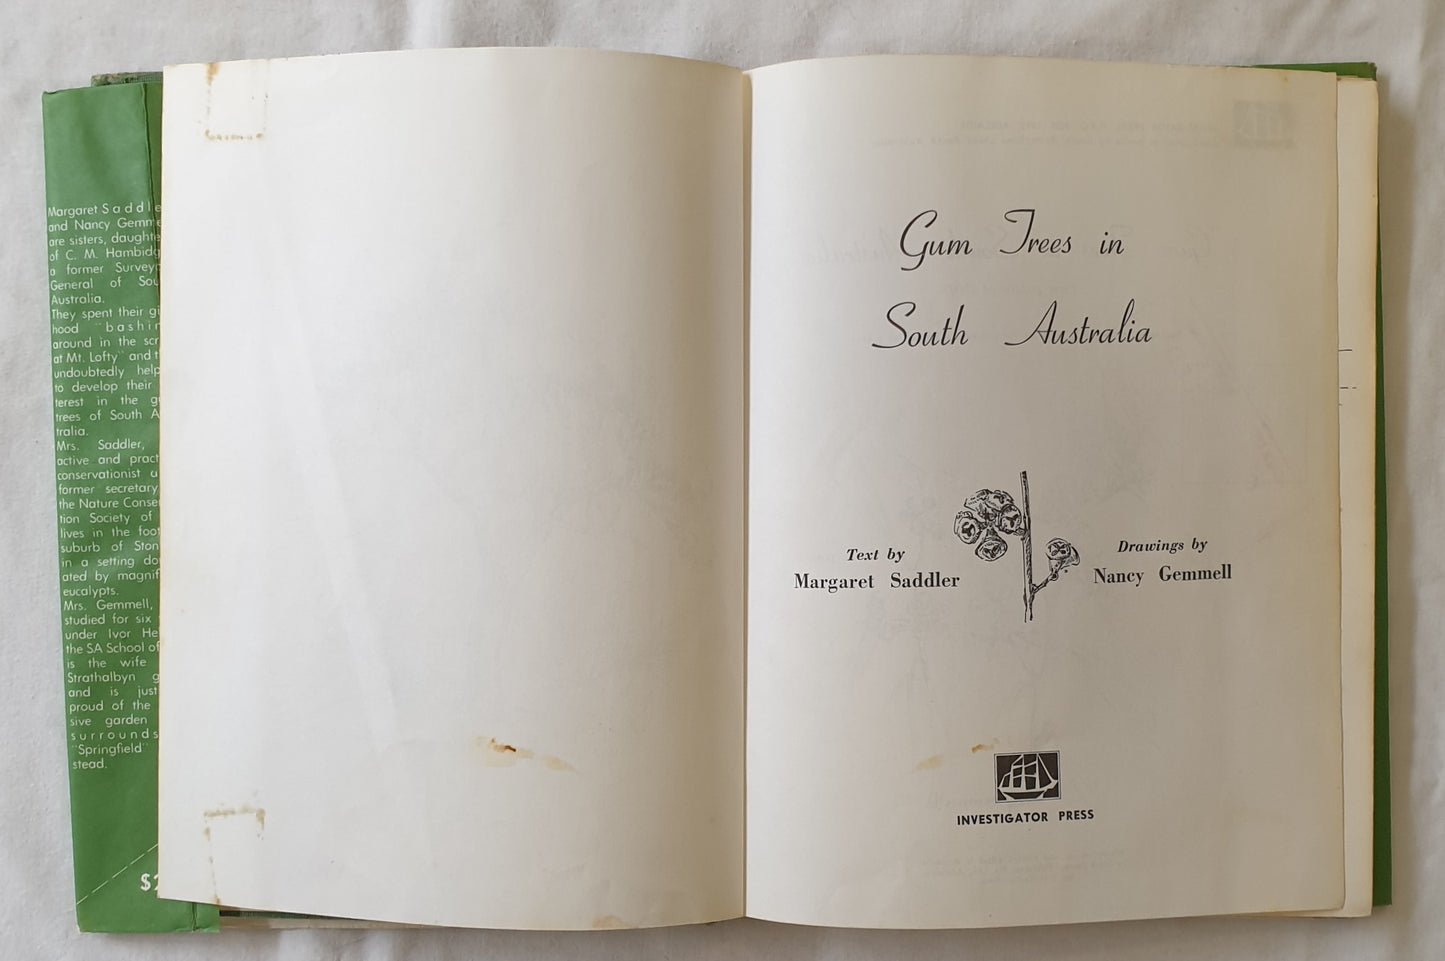 Margaret Saddle
and Nancy Gemme
are sisters, daughte
of C. M. Hambidg
a former Surveyo
General of Sou
Australia.
They spent their gi
hood "bashin
around in the scr
at Mt. Lofty" and t
undoubtedly help
to develop their
terest in the g
trees of South A
tralia.
Mrs. Saddler,
active and pract
conservationist a
former secretary
the Nature Conser
tion Society of
lives in the foot
suburb of Ston
in a setting do
ated by magnif
eucalypts.
Mrs. Gemmell,
studied for six
under Ivor He
the SA School of
is the wife
Strathalbyn g
and is just
proud of the
sive garden
surrounds
"Springfield"
stead.
$
Gum Trees in
South Australia
Text by
Margaret Saddler
Drawings by
Nancy Gemmell
INVESTIGATOR PRESS